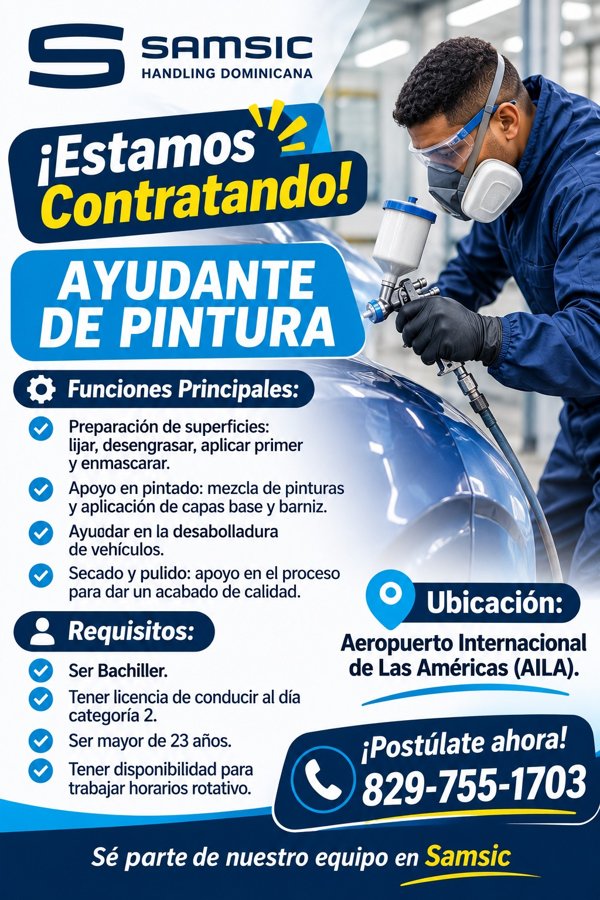 SAMSIC
HANDLING DOMINICANA
¡Estamos
Contratando!
AYUDANTE
DE PINTURA
Funciones Principales:
Preparación de superficies:
lijar, desengrasar, aplicar primer
y enmascarar.
Apoyo en pintado: mezcla de pinturas
y aplicación de capas base y barniz.
Ayudar en la desabolladura
de vehículos.
Secado y pulido: apoyo en el proceso
para dar un acabado de calidad.
Requisitos:
Ser Bachiller.
Tener licencia de conducir al día
categoría 2.
Ser mayor de 23 años.
Tener disponibilidad para
trabajar horarios rotativo.
Ubicación:
Aeropuerto Internacional
de Las Américas (AILA).
¡Postúlate ahora!
829-755-1703
Sé parte de nuestro equipo en Samsic